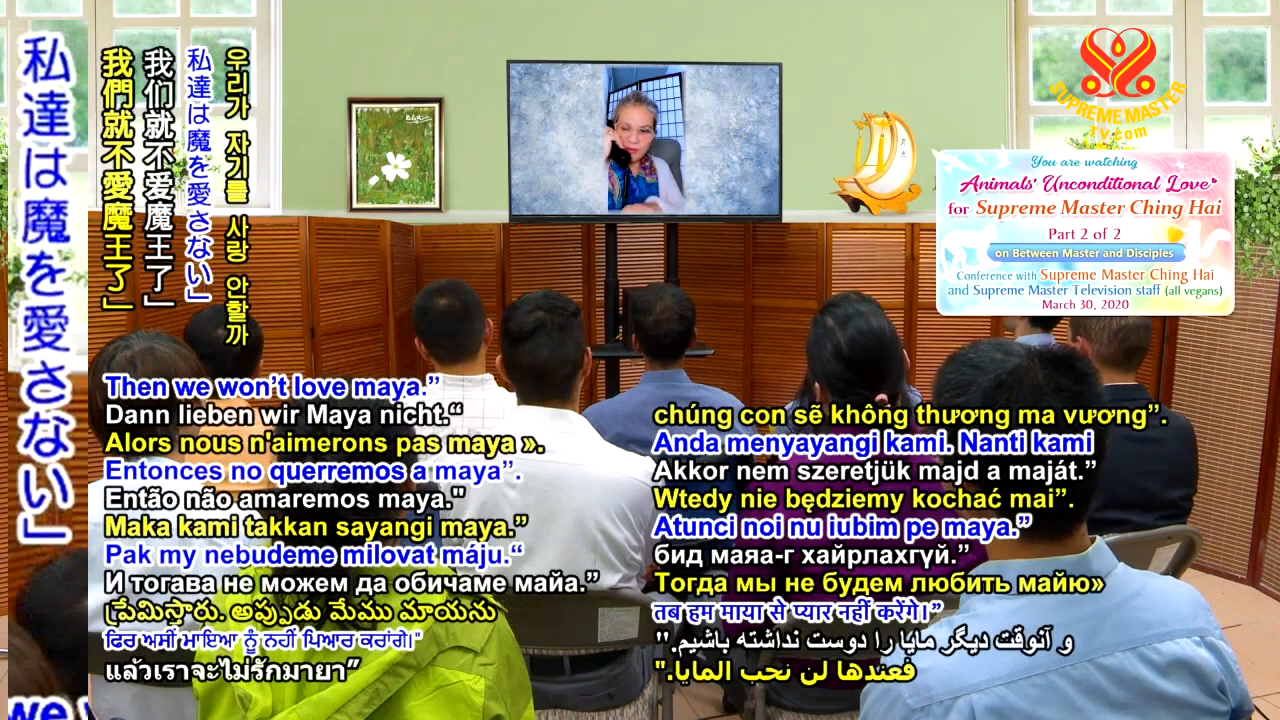 私達は魔を愛さない」
我們就不愛魔王了」
我们就不爱魔王了」
私達は魔を愛さない」
우리가 자기를 사랑 안할까
SUPREME MASTER
TV.com
You are watching
Animals' Unconditional Love
for Supreme Master Ching Hai
Part 2 of 2
on Between Master and Disciples
Conference with Supreme Master Ching Hai
and Supreme Master Television staff (all vegans)
March 30, 2020
Then we won't love maya.”
Dann lieben wir Maya nicht.“
Alors nous n'aimerons pas maya ».
Entonces no querremos a maya”.
Então não amaremos maya."
Maka kami takkan sayangi maya.”
Pak my nebudeme milovat máju.“
И тогава не можем да обичаме майа.”
ప్రేమిస్తారు. అప్పుడు మేము మాయను
ਫਿਰ ਅਸੀਂ ਮਾਇਆ ਨੂੰ ਨਹੀਂ ਪਿਆਰ ਕਰਾਂਗੇ।"
แล้วเราจะไม่รักมายา”
chúng con sẽ không thương ma vương”.
Anda menyayangi kami. Nanti kami
Akkor nem szeretjük majd a maját.”
Wtedy nie będziemy kochać mai”.
Atunci noi nu iubim pe maya.”
бид маяа-г хайрлахгүй.”
Тогда мы не будем любить майю»
तब हम माया से प्यार नहीं करेंगे।”
و آنوقت دیگر مایا را دوست نداشته باشیم."
فعندها لن نحب المايا."
we